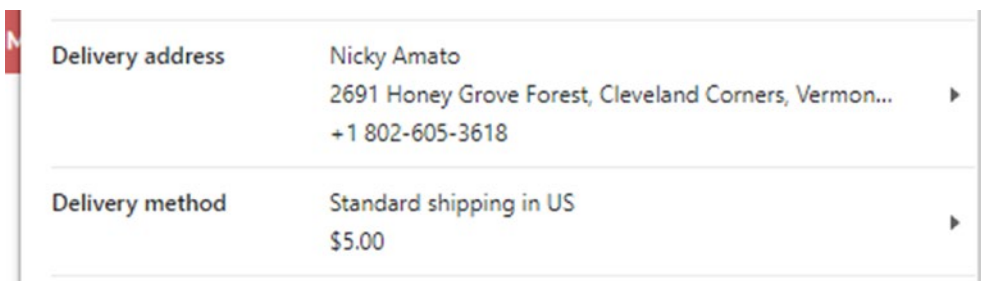 Delivery address
Nicky Amato
2691 Honey Grove Forest, Cleveland Corners, Vermon...
+1 802-605-3618
Delivery method
Standard shipping in US
$5.00